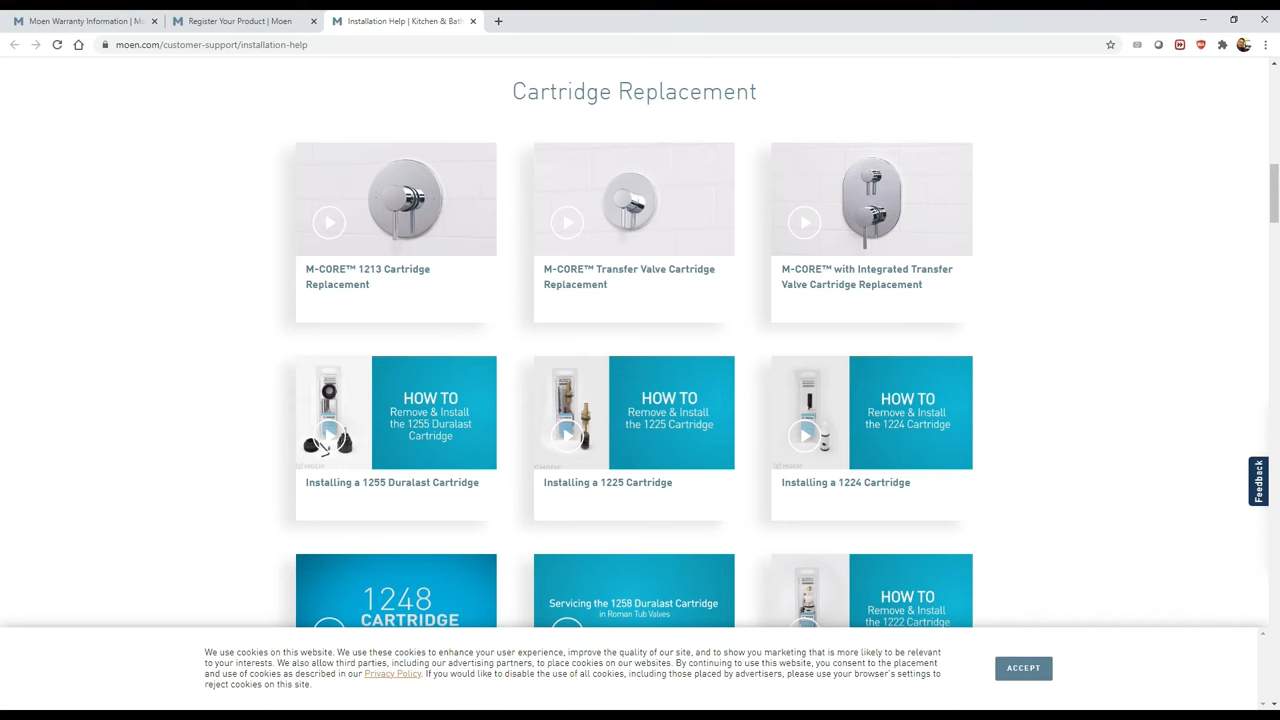 Moen Warranty Information | Mo
Register Your Product | Moen
Installation Help | Kitchen & Bath
moen.com/customer-support/installation-help
Cartridge Replacement
M-CORE™ 1213 Cartridge
Replacement
M-CORE™ Transfer Valve Cartridge
Replacement
M-CORE™ with Integrated Transfer
Valve Cartridge Replacement
HOW TO
Remove & Install
the 1255 Duralast
Cartridge
HOW TO
Remove & Install
the 1225 Cartridge
HOW TO
Remove & Install
the 1224 Cartridge
Installing a 1255 Duralast Cartridge
Installing a 1225 Cartridge
Installing a 1224 Cartridge
Feedback
1248
CARTRIDGE
Servicing the 1258 Duralast Cartridge
in Roman Tub Valves
HOW TO
Remove & Install
the 1222 Cartridge
We use cookies on this website. We use these cookies to enhance your user experience, improve the quality of our site, and to show you marketing that is more likely to be relevant
to your interests. We also allow third parties, including our advertising partners, to place cookies on our websites. By continuing to use this website, you consent to the placement
and use of cookies as described in our Privacy Policy. If you would like to disable the use of all cookies, including those placed by advertisers, please use your browser's settings to
reject cookies on this site.
ACCEPT